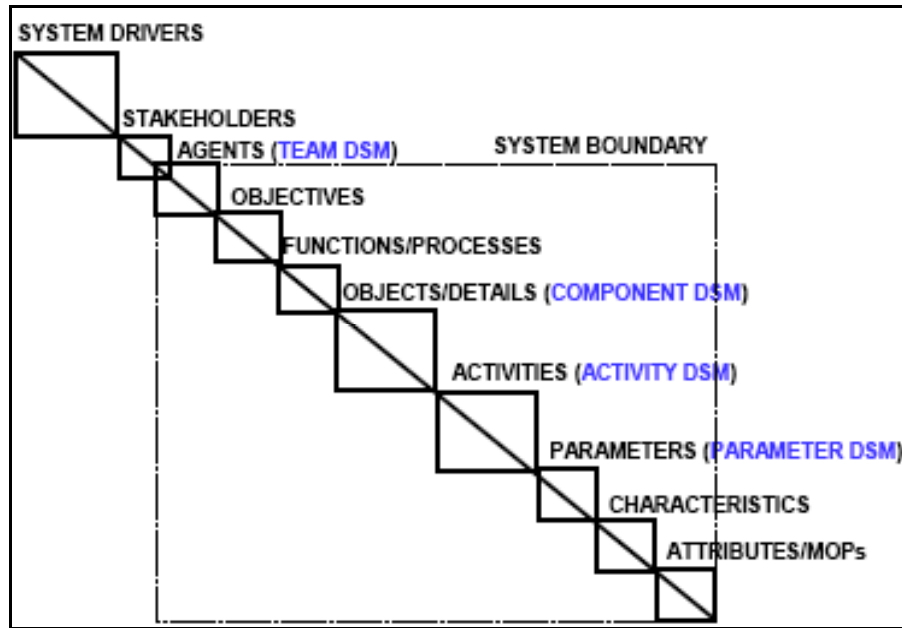 SYSTEM DRIVERS
STAKEHOLDERS
AGENTS (TEAM DSM)
SYSTEM BOUNDARY
OBJECTIVES
FUNCTIONS/PROCESSES
OBJECTS/DETAILS (COMPONENT DSM)
ACTIVITIES (ACTIVITY DSM)
PARAMETERS (PARAMETER DSM)
CHARACTERISTICS
ATTRIBUTES/MOPs